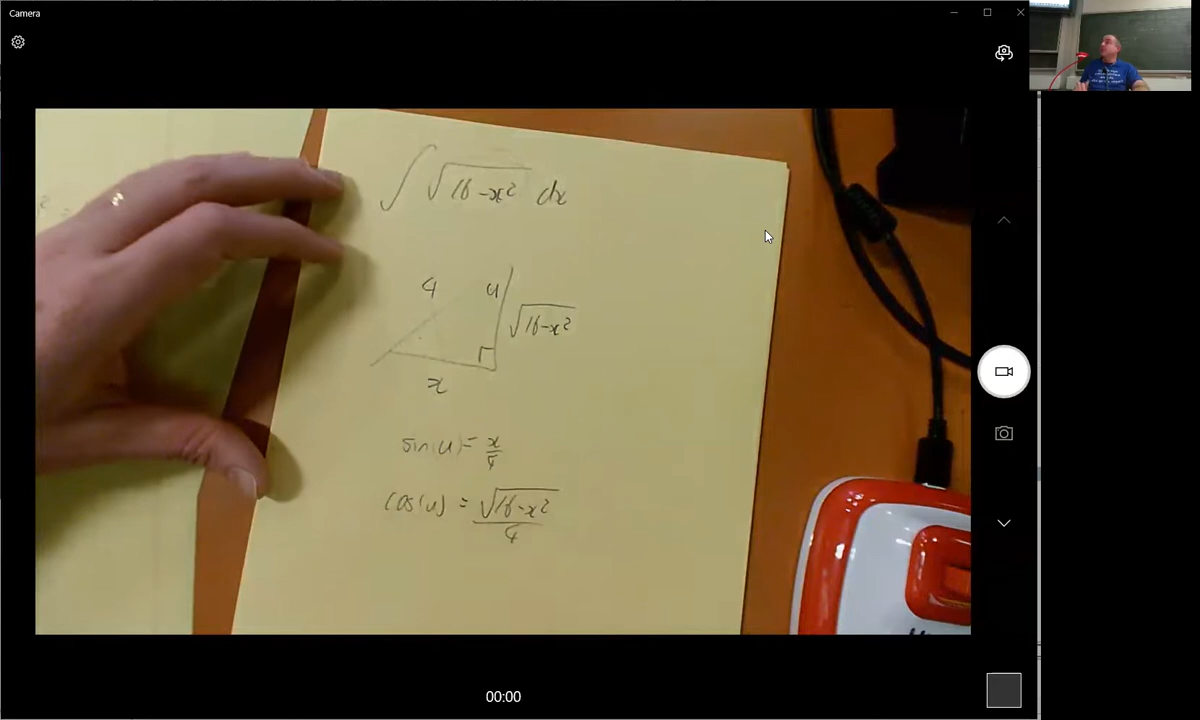 Camera
∫ √(16-x²) dx
4 u √(16-x²)
x
sin(u) = x/4
cos(u) = √(16-x²)/4
00:00